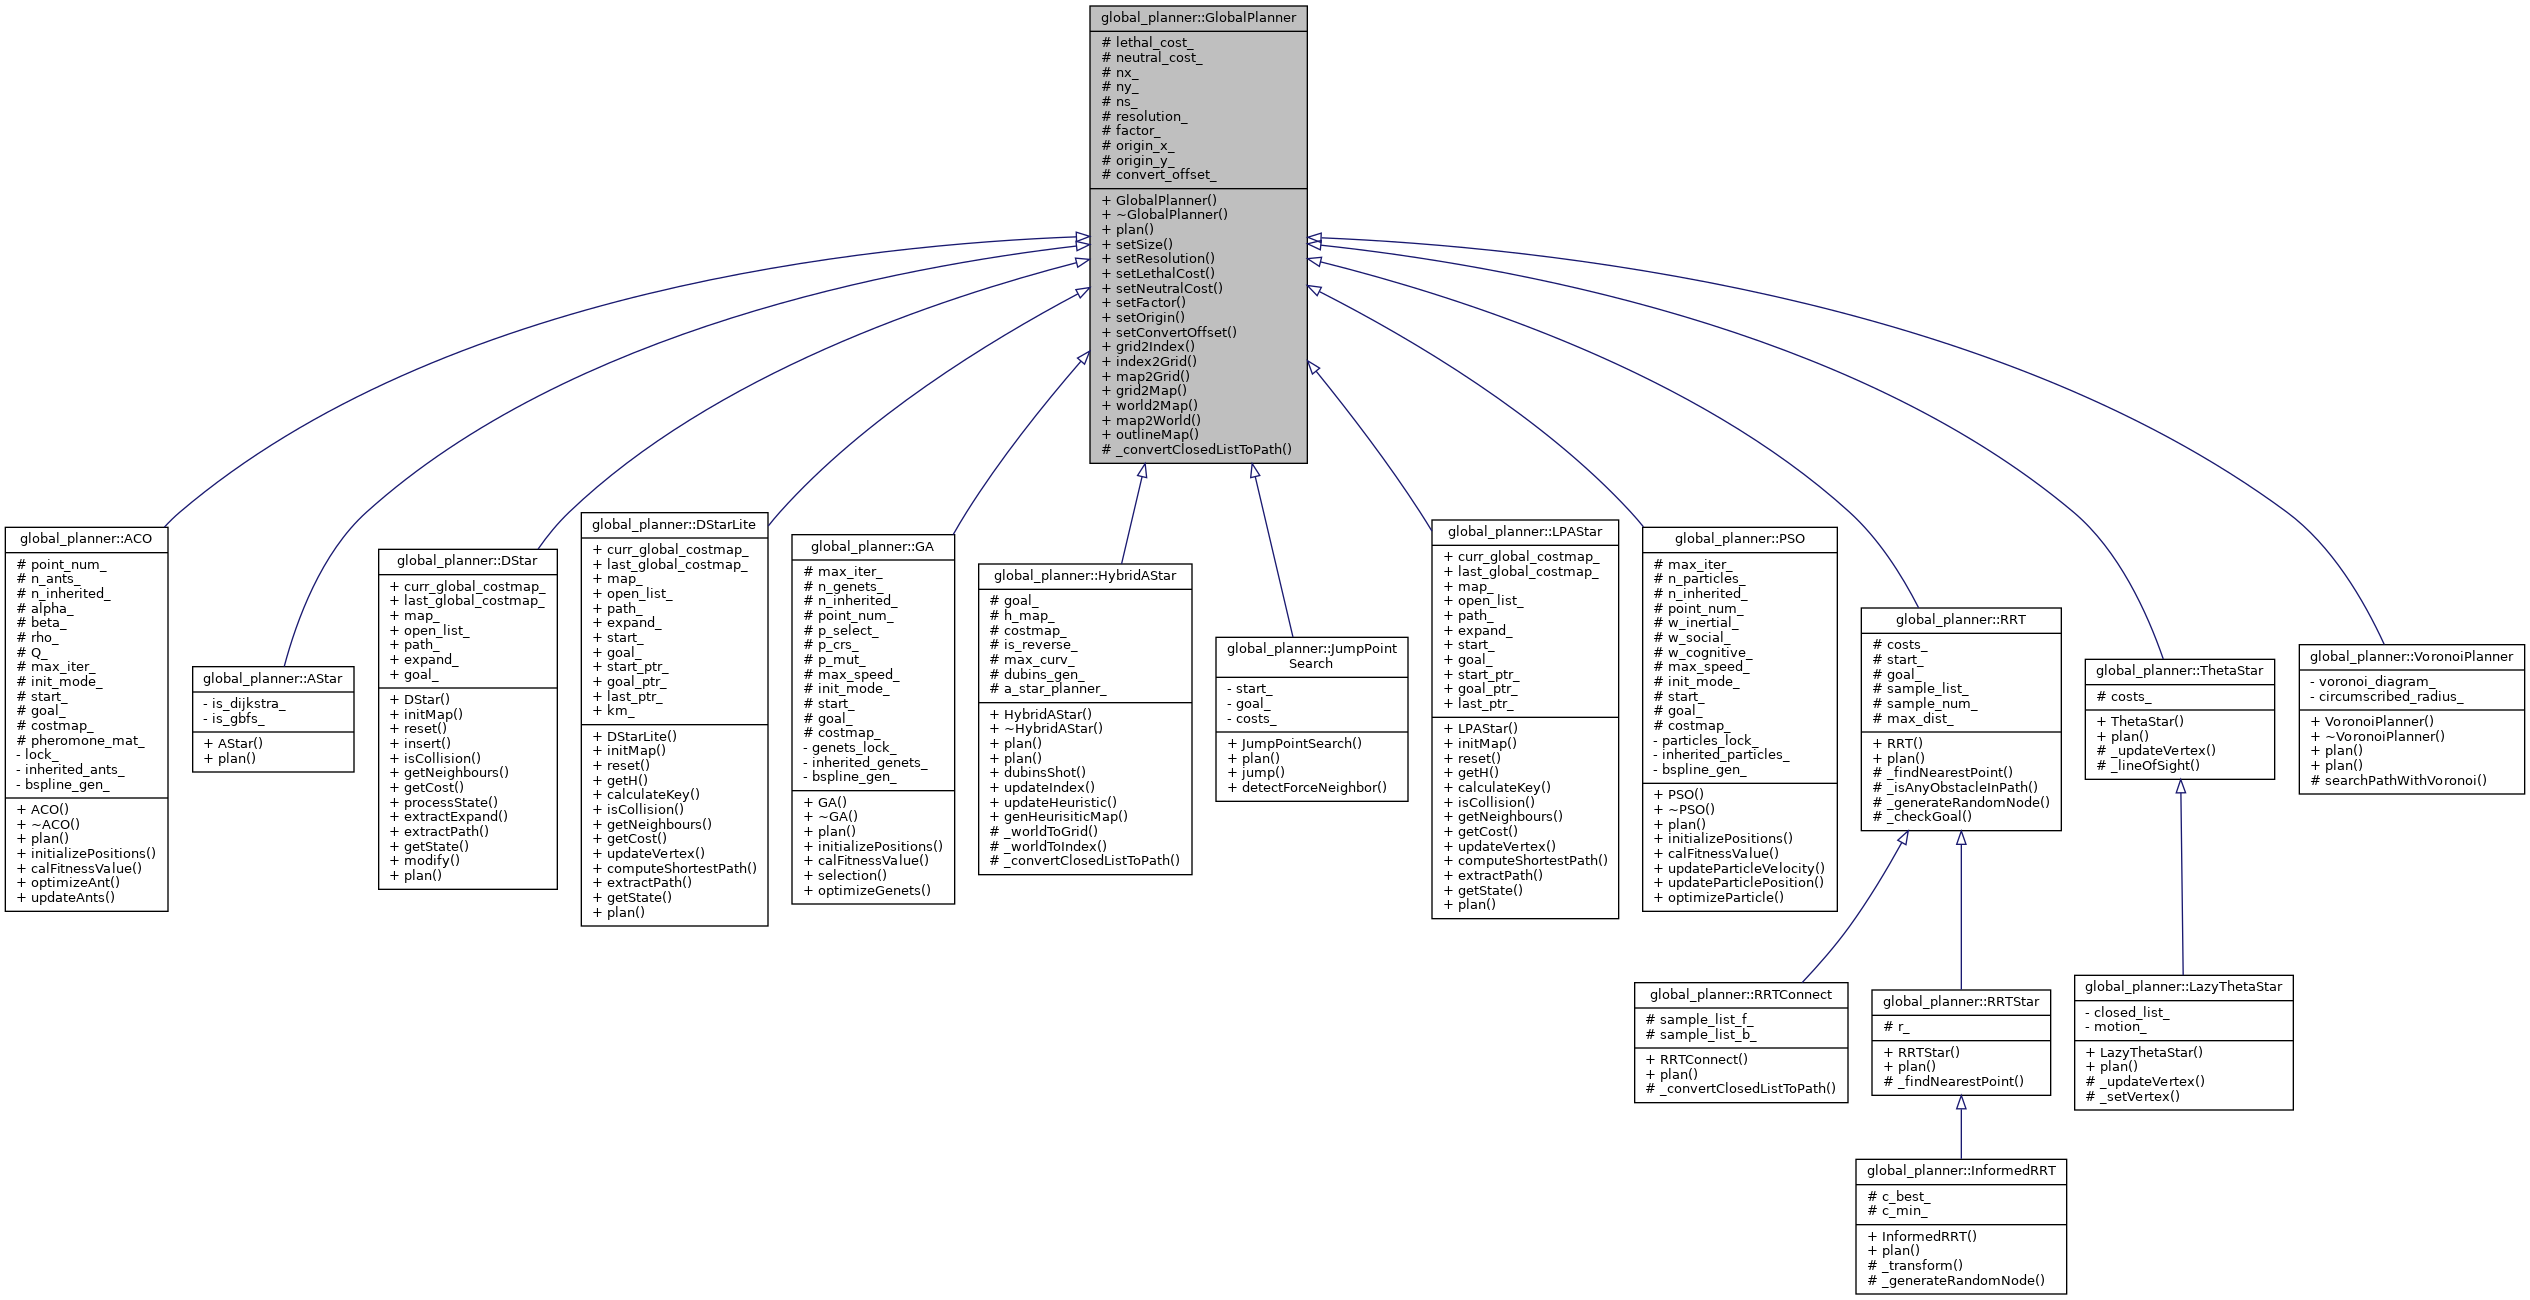 global_planner::GlobalPlanner
# lethal_cost_
# neutral_cost_
# nx_
# ny_
# ns_
# resolution_
# factor_
# origin_x_
# origin_y_
# convert_offset_
+ GlobalPlanner()
+ ~GlobalPlanner()
+ plan()
+ setSize()
+ setResolution()
+ setLethalCost()
+ setNeutralCost()
+ setFactor()
+ setOrigin()
+ setConvertOffset()
+ grid2Index()
+ index2Grid()
+ map2Grid()
+ grid2Map()
+ world2Map()
+ map2World()
+ outlineMap()
# _convertClosedListToPath()
global_planner::ACO
# point_num_
# n_ants_
# n_inherited_
# alpha_
# beta_
# rho_
# Q_
# max_iter_
# init_mode_
# start_
# goal_
# costmap_
# pheromone_mat_
- lock_
- inherited_ants_
- bspline_gen_
+ ACO()
+ ~ACO()
+ plan()
+ initializePositions()
+ calFitnessValue()
+ optimizeAnt()
+ updateAnts()
global_planner::AStar
- is_dijkstra_
- is_gbfs_
+ AStar()
+ plan()
global_planner::DStar
+ curr_global_costmap_
+ last_global_costmap_
+ map_
+ open_list_
+ path_
+ expand_
+ goal_
+ DStar()
+ initMap()
+ reset()
+ insert()
+ isCollision()
+ getNeighbours()
+ getCost()
+ processState()
+ extractExpand()
+ extractPath()
+ getState()
+ modify()
+ plan()
global_planner::DStarLite
+ curr_global_costmap_
+ last_global_costmap_
+ map_
+ open_list_
+ path_
+ expand_
+ start_
+ goal_
+ start_ptr_
+ goal_ptr_
+ last_ptr_
+ km_
+ DStarLite()
+ initMap()
+ reset()
+ getH()
+ calculateKey()
+ isCollision()
+ getNeighbours()
+ getCost()
+ updateVertex()
+ computeShortestPath()
+ extractPath()
+ getState()
+ plan()
global_planner::GA
# max_iter_
# n_genets_
# n_inherited_
# point_num_
# p_select_
# p_crs_
# p_mut_
# max_speed_
# init_mode_
# start_
# goal_
# costmap_
- genets_lock_
- inherited_genets_
- bspline_gen_
+ GA()
+ ~GA()
+ plan()
+ initializePositions()
+ calFitnessValue()
+ selection()
+ optimizeGenets()
global_planner::HybridAStar
# goal_
# h_map_
# costmap_
# is_reverse_
# max_curv_
# dubins_gen_
# a_star_planner_
+ HybridAStar()
+ ~HybridAStar()
+ plan()
+ plan()
+ dubinsShot()
+ updateIndex()
+ updateHeuristic()
+ genHeurisiticMap()
# _worldToGrid()
# _worldToIndex()
# _convertClosedListToPath()
global_planner::JumpPoint
Search
- start_
- goal_
- costs_
+ JumpPointSearch()
+ plan()
+ jump()
+ detectForceNeighbor()
global_planner::LPAStar
+ curr_global_costmap_
+ last_global_costmap_
+ map_
+ open_list_
+ path_
+ expand_
+ start_
+ goal_
+ start_ptr_
+ goal_ptr_
+ last_ptr_
+ LPAStar()
+ initMap()
+ reset()
+ getH()
+ calculateKey()
+ isCollision()
+ getNeighbours()
+ getCost()
+ updateVertex()
+ computeShortestPath()
+ extractPath()
+ getState()
+ plan()
global_planner::PSO
# max_iter_
# n_particles_
# n_inherited_
# point_num_
# w_inertial_
# w_social_
# w_cognitive_
# max_speed_
# init_mode_
# start_
# goal_
# costmap_
- particles_lock_
- inherited_particles_
- bspline_gen_
+ PSO()
+ ~PSO()
+ plan()
+ initializePositions()
+ calFitnessValue()
+ updateParticleVelocity()
+ updateParticlePosition()
+ optimizeParticle()
global_planner::RRT
# costs_
# start_
# goal_
# sample_list_
# sample_num_
# max_dist_
+ RRT()
+ plan()
# _findNearestPoint()
# _isAnyObstacleInPath()
# _generateRandomNode()
# _checkGoal()
global_planner::ThetaStar
# costs_
+ ThetaStar()
+ plan()
# _updateVertex()
# _lineOfSight()
global_planner::VoronoiPlanner
- voronoi_diagram_
- circumscribed_radius_
+ VoronoiPlanner()
+ ~VoronoiPlanner()
+ plan()
+ plan()
# searchPathWithVoronoi()
global_planner::RRTConnect
# sample_list_f_
# sample_list_b_
+ RRTConnect()
+ plan()
# _convertClosedListToPath()
global_planner::RRTStar
# r_
+ RRTStar()
+ plan()
# _findNearestPoint()
global_planner::LazyThetaStar
- closed_list_
- motion_
+ LazyThetaStar()
+ plan()
# _updateVertex()
# _setVertex()
global_planner::InformedRRT
# c_best_
# c_min_
+ InformedRRT()
+ plan()
# _transform()
# _generateRandomNode()